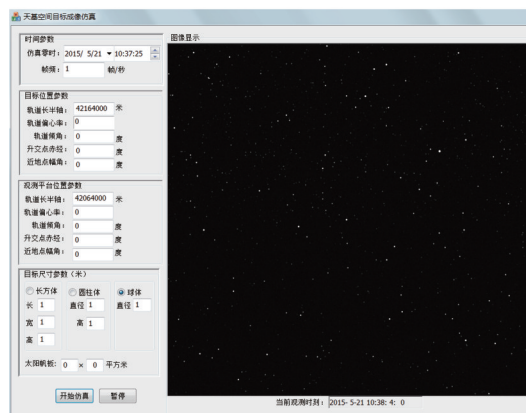 天基空间目标成像仿真
时间参数
仿真零时: 2015/ 5/21 10:37:25
帧频: 1 帧/秒
目标位置参数
轨道长半轴: 42164000 米
轨道偏心率: 0
轨道倾角: 0 度
升交点赤经: 0 度
近地点幅角: 0 度
观测平台位置参数
轨道长半轴: 42064000 米
轨道偏心率: 0
轨道倾角: 0 度
升交点赤经: 0 度
近地点幅角: 0 度
目标尺寸参数（米）
长方体 圆柱体 球体
长 1 直径 1 直径 1
宽 1 高 1
高 1
太阳帆板: 0 × 0 平方米
开始仿真 暂停
图像显示
当前观测时刻: 2015- 5-21 10:38: 4: 0